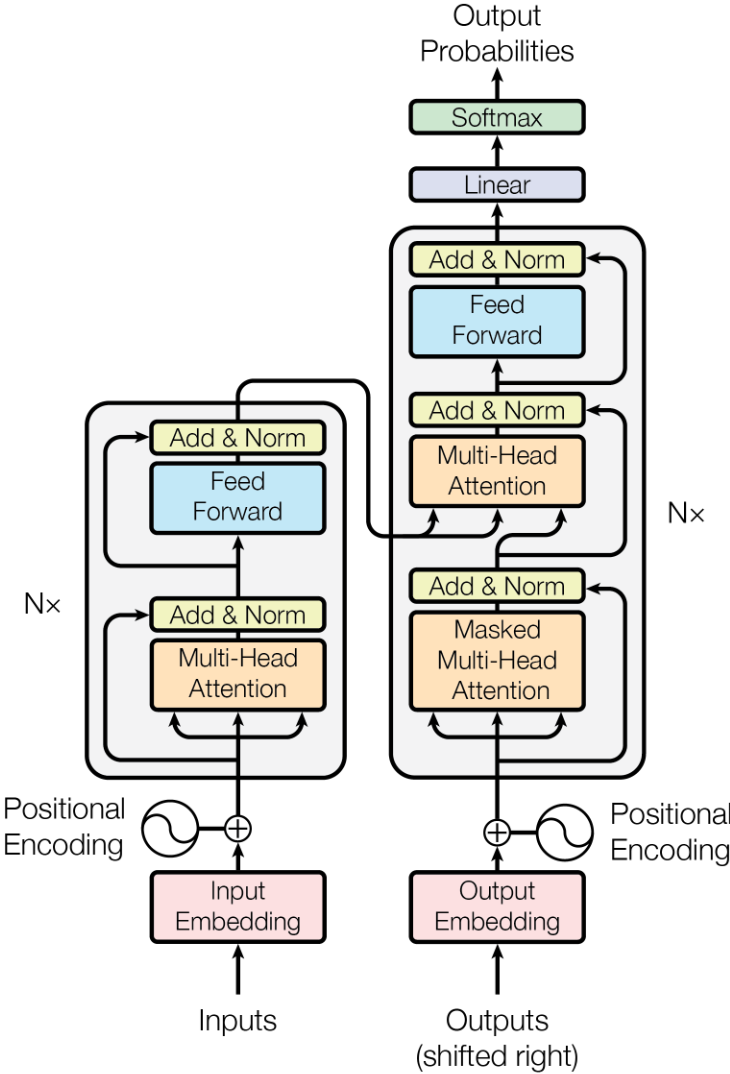 Output
Probabilities
Softmax
Linear
Add & Norm
Feed
Forward
Add & Norm
Multi-Head
Attention
Add & Norm
Masked
Multi-Head
Attention
N×
Add & Norm
Feed
Forward
Add & Norm
Multi-Head
Attention
N×
Positional
Encoding
Positional
Encoding
Input
Embedding
Output
Embedding
Inputs
Outputs
(shifted right)